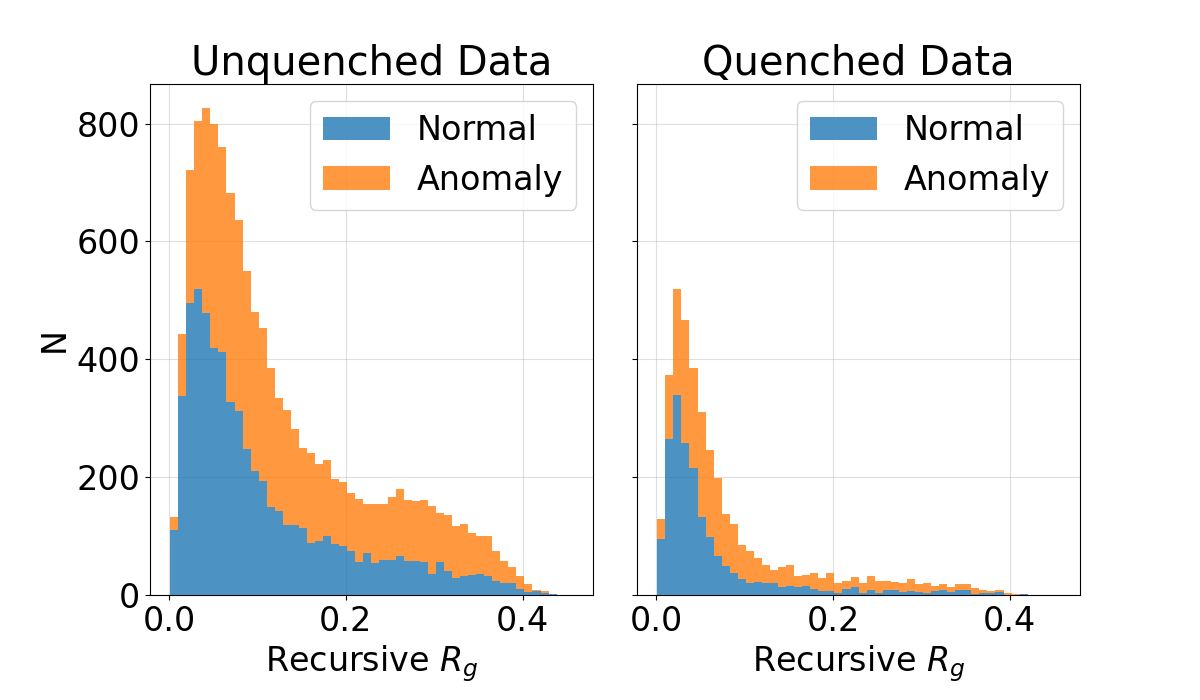 Unquenched Data
Quenched Data
Normal
Anomaly
Normal
Anomaly
N
800
600
400
200
0
0.0 0.2 0.4
0.0 0.2 0.4
Recursive R_g
Recursive R_g